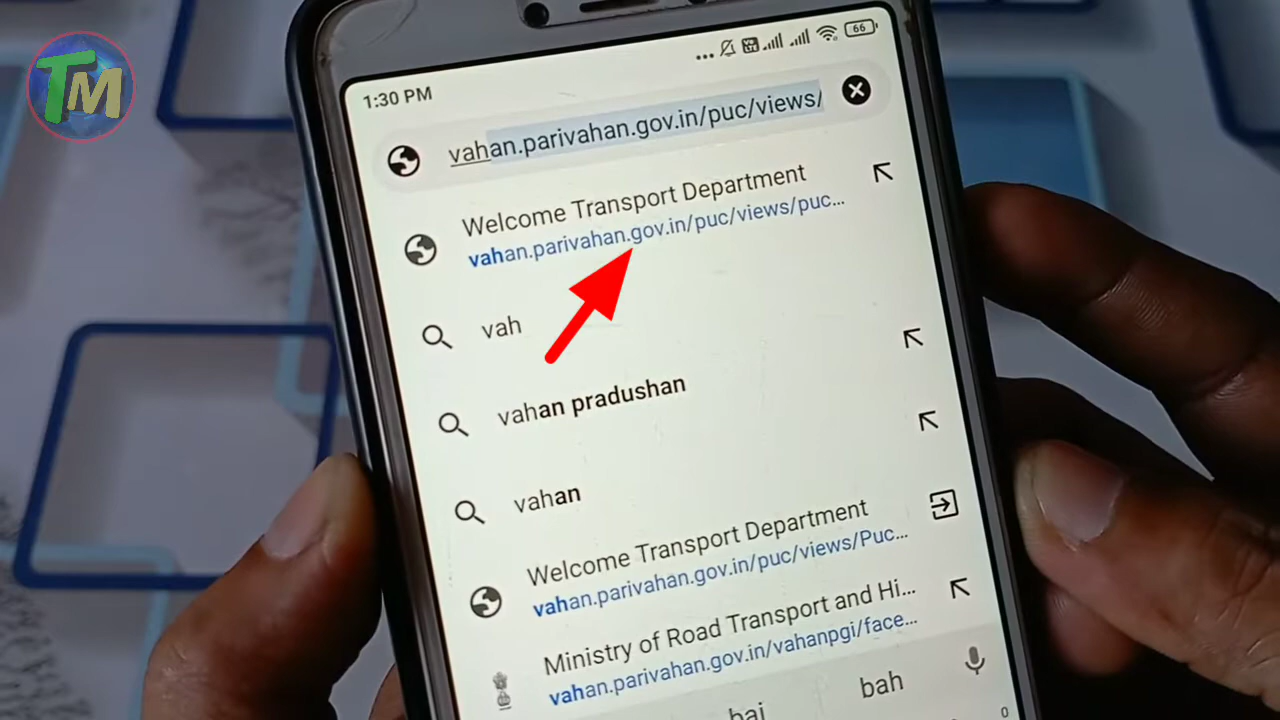 TM
1:30 PM
66
vahan.parivahan.gov.in/puc/views/
Welcome Transport Department
vahan.parivahan.gov.in/puc/views/puc...
vah
vahan pradushan
vahan
Welcome Transport Department
vahan.parivahan.gov.in/puc/views/Puc...
Ministry of Road Transport and Hi...
vahan.parivahan.gov.in/vahanpgi/face...
bai
bah
0